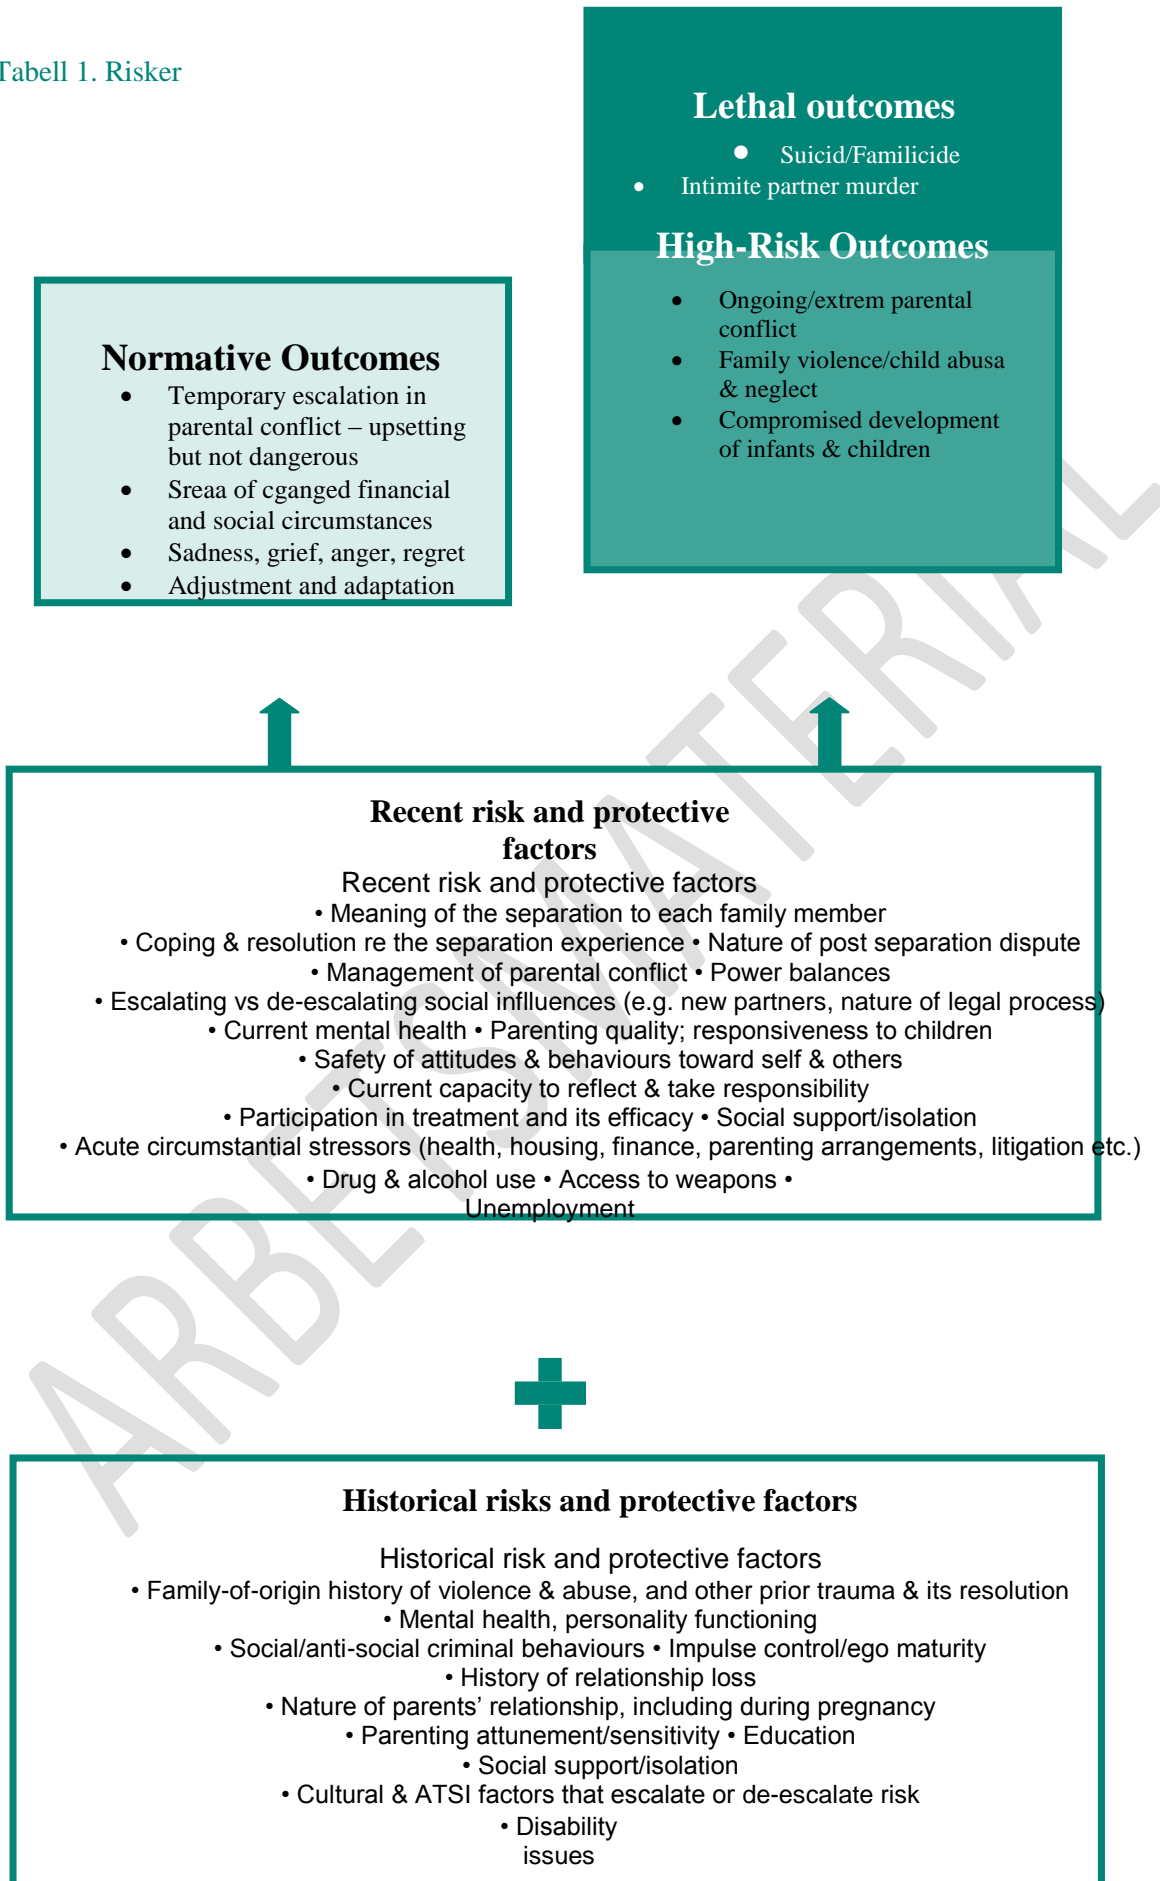 Tabell 1. Risker
Lethal outcomes
• Suicid/Familicide
• Intimite partner murder
High-Risk Outcomes
• Ongoing/extrem parental
conflict
• Family violence/child abusa
& neglect
• Compromised development
of infants & children
Normative Outcomes
• Temporary escalation in
parental conflict – upsetting
but not dangerous
• Sreaa of cganged financial
and social circumstances
• Sadness, grief, anger, regret
• Adjustment and adaptation
Recent risk and protective
factors
Recent risk and protective factors
• Meaning of the separation to each family member
• Coping & resolution re the separation experience • Nature of post separation dispute
• Management of parental conflict • Power balances
• Escalating vs de-escalating social inflluences (e.g. new partners, nature of legal process)
• Current mental health • Parenting quality; responsiveness to children
• Safety of attitudes & behaviours toward self & others
• Current capacity to reflect & take responsibility
• Participation in treatment and its efficacy • Social support/isolation
• Acute circumstantial stressors (health, housing, finance, parenting arrangements, litigation etc.)
• Drug & alcohol use • Access to weapons •
Unemployment
Historical risks and protective factors
Historical risk and protective factors
• Family-of-origin history of violence & abuse, and other prior trauma & its resolution
• Mental health, personality functioning
• Social/anti-social criminal behaviours • Impulse control/ego maturity
• History of relationship loss
• Nature of parents’ relationship, including during pregnancy
• Parenting attunement/sensitivity • Education
• Social support/isolation
• Cultural & ATSI factors that escalate or de-escalate risk
• Disability
issues
ARBETSMATERIAL